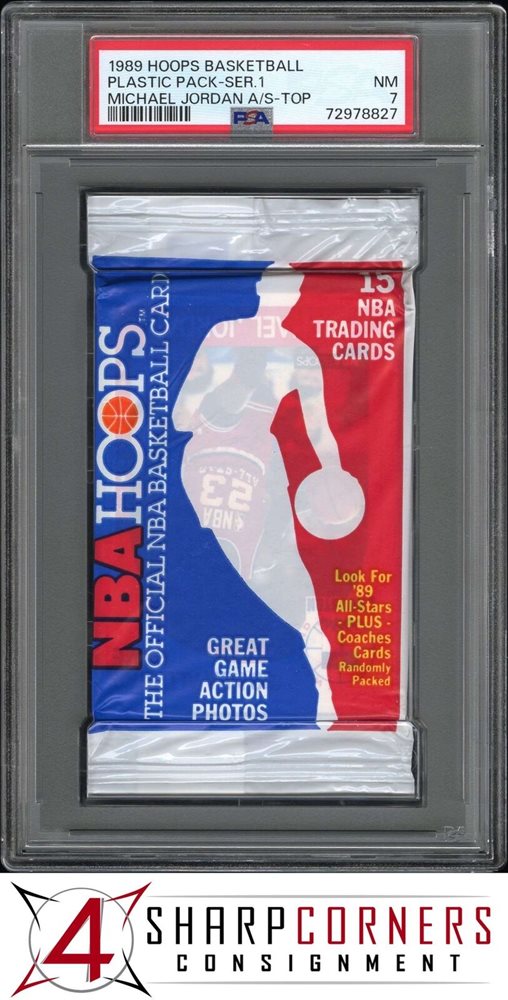 1989 HOOPS BASKETBALL
PLASTIC PACK-SER.1 NM
MICHAEL JORDAN A/S-TOP 7
PSA 72978827
NBA HOOPS™
THE OFFICIAL NBA BASKETBALL CARD
15
NBA
TRADING
CARDS
NBA
23
Look For
'89
All-Stars
- PLUS -
Coaches
Cards
Randomly
Packed
GREAT
GAME
ACTION
PHOTOS
4
SHARPCORNERS
CONSIGNMENT